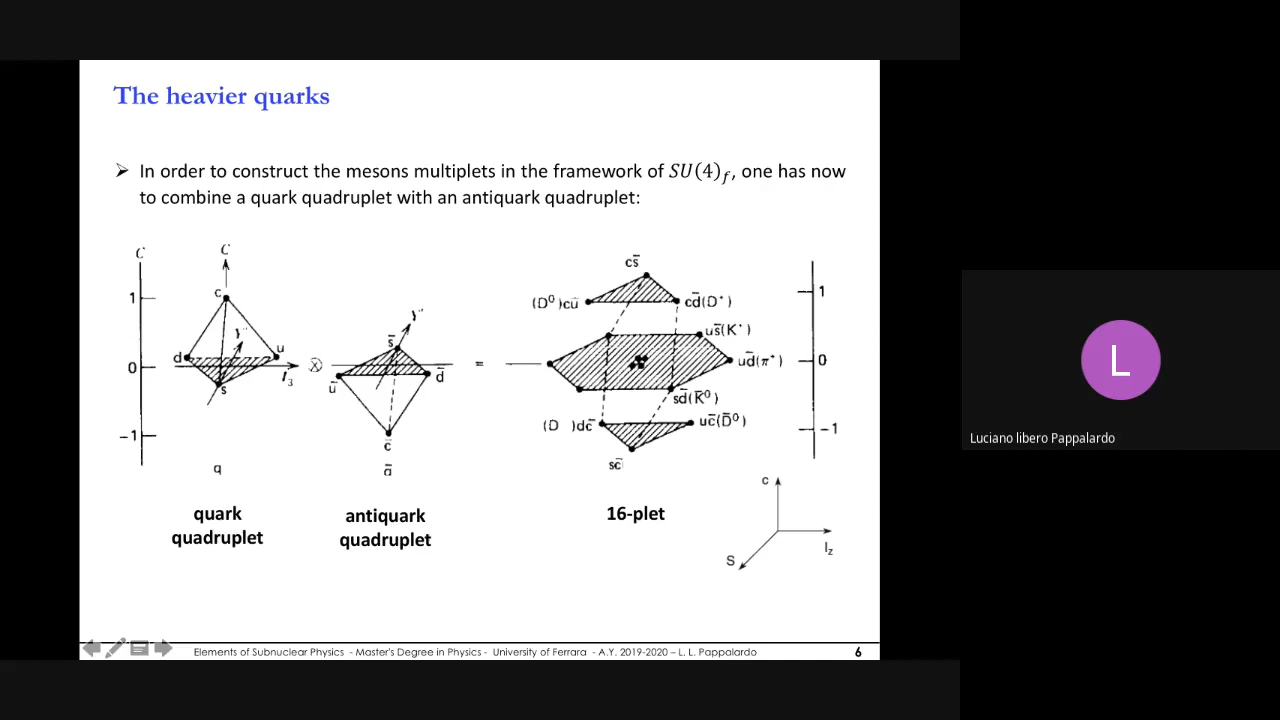 The heavier quarks
➢ In order to construct the mesons multiplets in the framework of SU(4)f, one has now
to combine a quark quadruplet with an antiquark quadruplet:
C
1
0
−1
C
c
Y
d
u
s
I3
q
⊗
Y
s̄
ū
d̄
c̄
=
cs̄
(D⁰)cū
cd̄(D⁺)
us̄(K⁺)
ud̄(π⁺)
sd̄(K̄⁰)
(D )dc̄
uc̄(D̄⁰)
sc̄
1
0
−1
quark
quadruplet
antiquark
quadruplet
16-plet
c
S
Iz
Elements of Subnuclear Physics - Master's Degree in Physics - University of Ferrara - A.Y. 2019-2020 – L. L. Pappalardo
6
L
Luciano libero Pappalardo